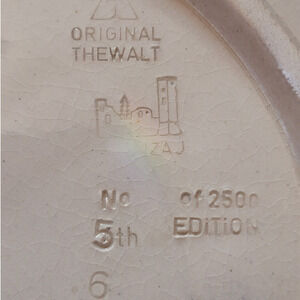 ORIGINAL
THEWALT
ZAJ
No of 2500
5th EDITION
6